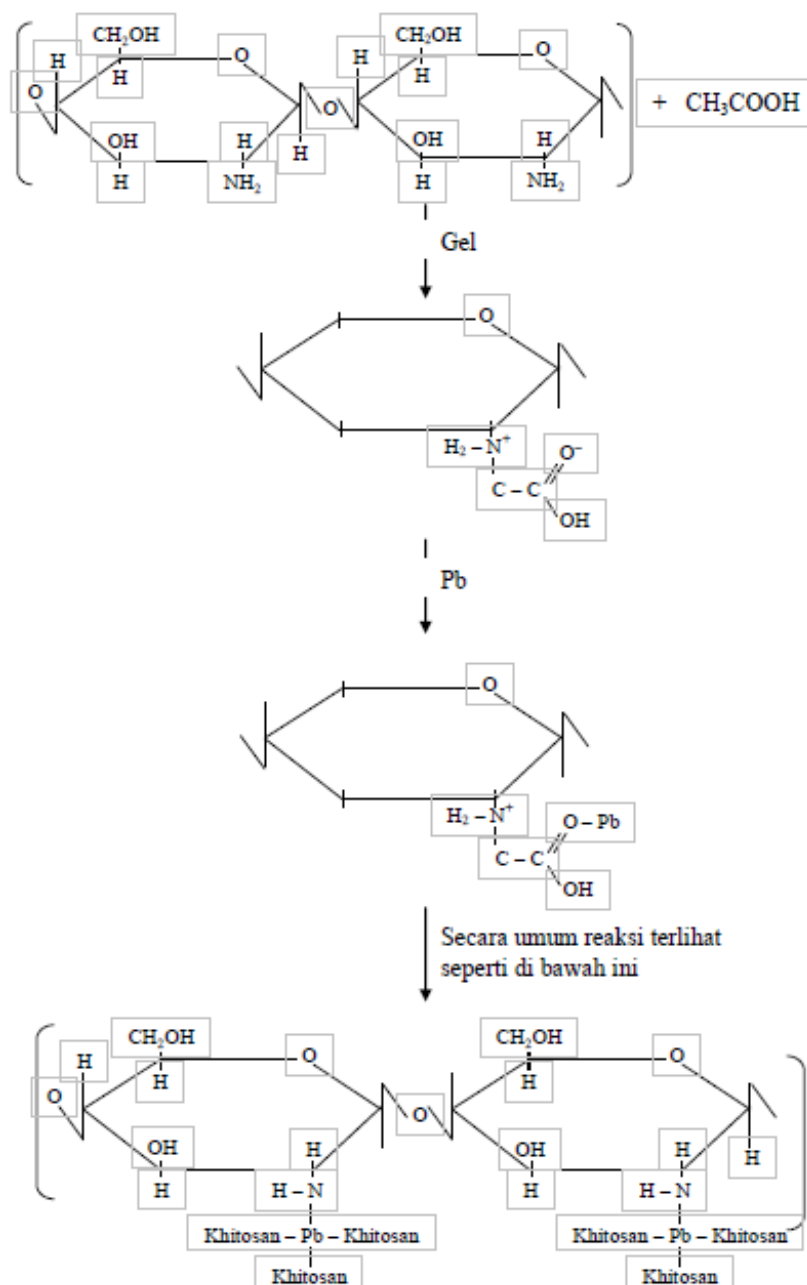 CH₂OH CH₂OH
H O H O
O H H + CH₃COOH
O
OH H OH H
H
H NH₂ H NH₂
Gel
O
H₂ – N⁺ O⁻
C – C
OH
Pb
O
H₂ – N⁺ O – Pb
C – C
OH
Secara umum reaksi terlihat
seperti di bawah ini
CH₂OH CH₂OH
H O O
O H H
O
OH H OH H
H
H H – N H H – N
Khitosan – Pb – Khitosan Khitosan – Pb – Khitosan
Khitosan Khitosan